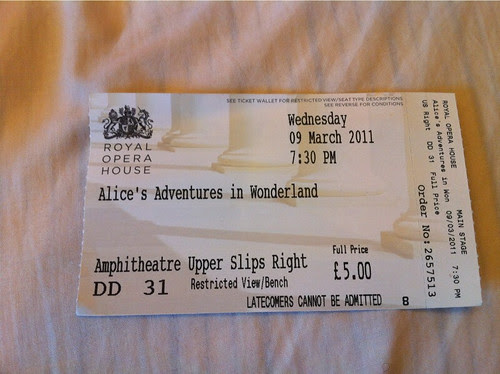 SEE TICKET WALLET FOR RESTRICTED VIEW/SEAT TYPE DESCRIPTIONS
SEE REVERSE FOR CONDITIONS
Wednesday
09 March 2011
7:30 PM
ROYAL
OPERA
HOUSE
Alice's Adventures in Wonderland
Amphitheatre Upper Slips Right
Full Price
£5.00
DD 31
Restricted View/Bench
LATECOMERS CANNOT BE ADMITTED
B
ROYAL OPERA HOUSE MAIN STAGE
Alice's Adventures in Won 09/03/2011 7:30 PM
US Right DD 31 Full Price
Order No: 2657513